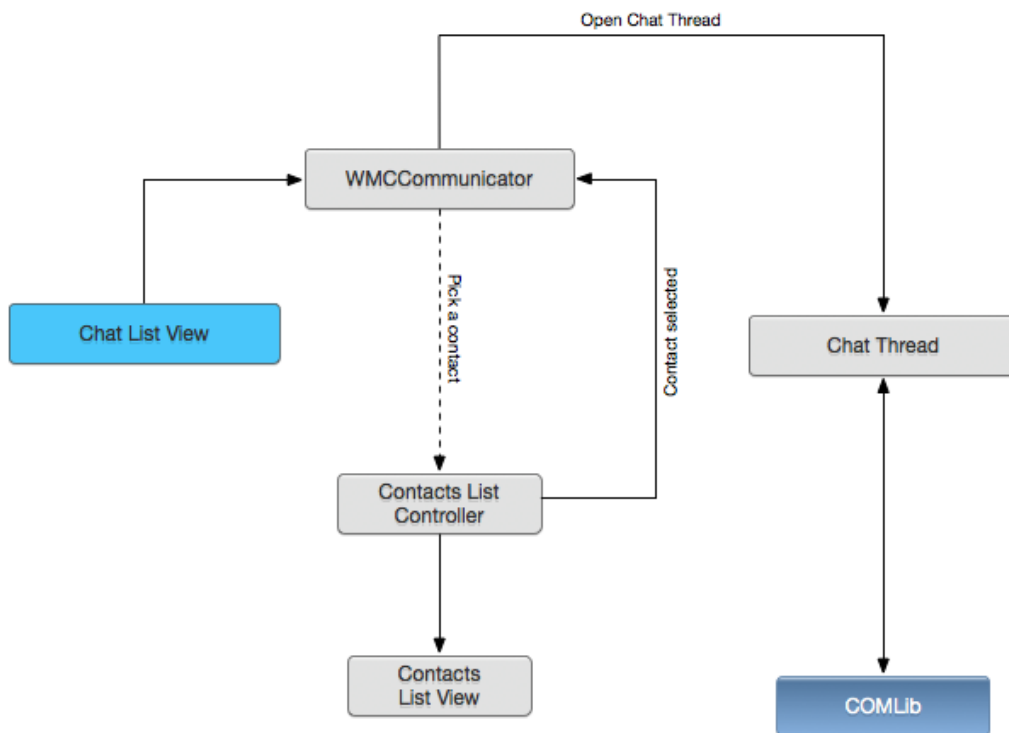 Open Chat Thread
WMCCommunicator
Pick a contact
Contact selected
Chat List View
Chat Thread
Contacts List
Controller
Contacts
List View
COMLib